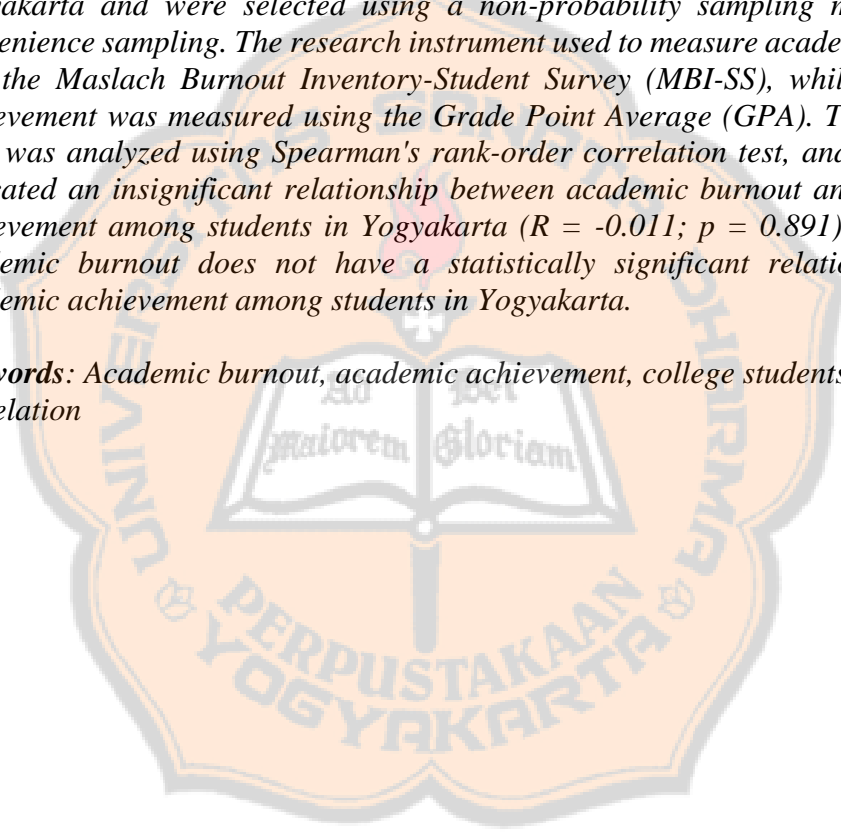 akarta and were selected using a non-probability sampling
enience sampling. The research instrument used to measure acade
the Maslach Burnout Inventory-Student Survey (MBI-SS), whil
evement was measured using the Grade Point Average (GPA). T
was analyzed using Spearman's rank-order correlation test, and
ated an insignificant relationship between academic burnout an
evement among students in Yogyakarta (R = -0.011; p = 0.891)
emic burnout does not have a statistically significant relatio
emic achievement among students in Yogyakarta.
words: Academic burnout, academic achievement, college students
elation
UNIVERSITAS SANATA DHARMA
Ad Dei
Maiorem Gloriam
PERPUSTAKAAN
YOGYAKARTA